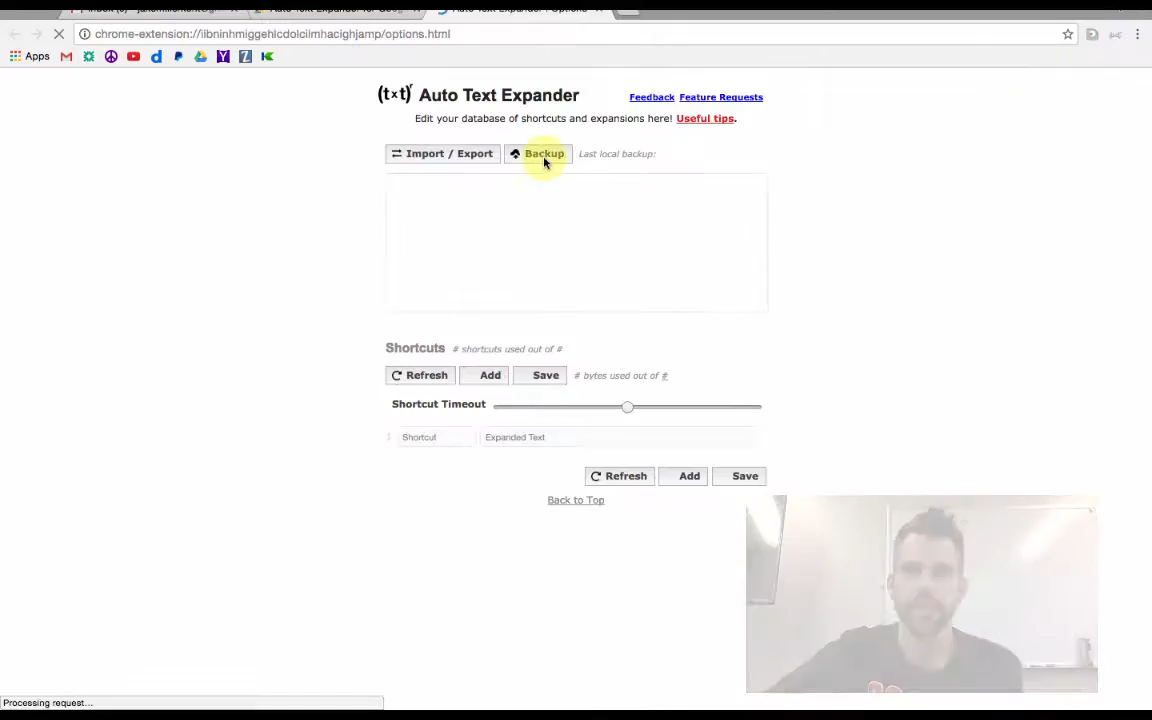 chrome-extension://iibninhmiggehlcdolcilmhacighjamp/options.html
Apps
(txt)r Auto Text Expander
Feedback Feature Requests
Edit your database of shortcuts and expansions here! Useful tips.
Import / Export Backup Last local backup:
Shortcuts # shortcuts used out of #
Refresh Add Save # bytes used out of #
Shortcut Timeout
Shortcut Expanded Text
Refresh Add Save
Back to Top
Processing request...